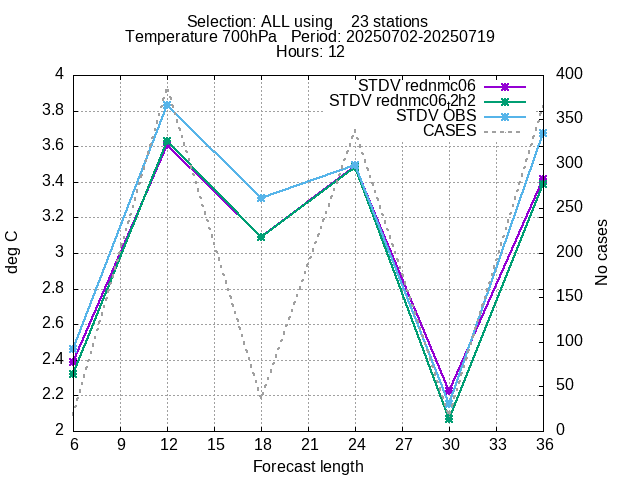 Selection: ALL using    23 stations
Temperature 700hPa   Period: 20250702-20250719
Hours: 12
STDV rednmc06
STDV rednmc06.2h2
STDV OBS
CASES
4
3.8
3.6
3.4
3.2
3
2.8
2.6
2.4
2.2
2
deg C
400
350
300
250
200
150
100
50
0
No cases
6 9 12 15 18 21 24 27 30 33 36
Forecast length